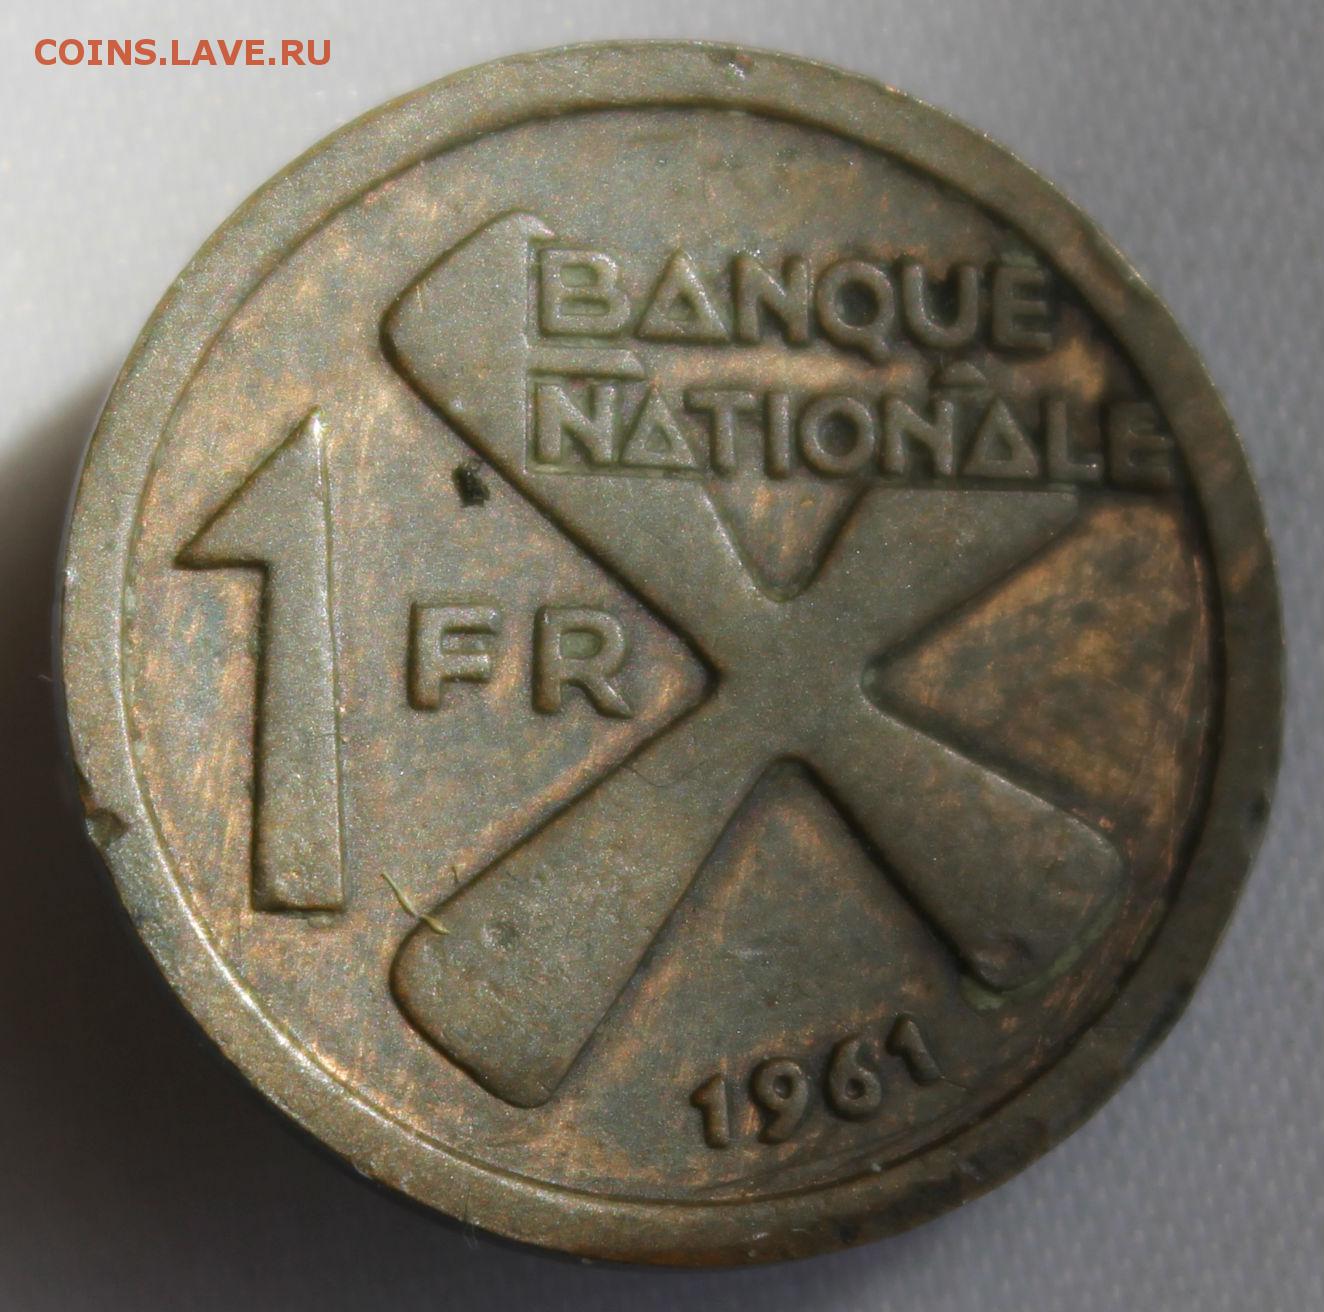 COINS.LAVE.RU
BANQUE
NATIONALE
1 FR
1961